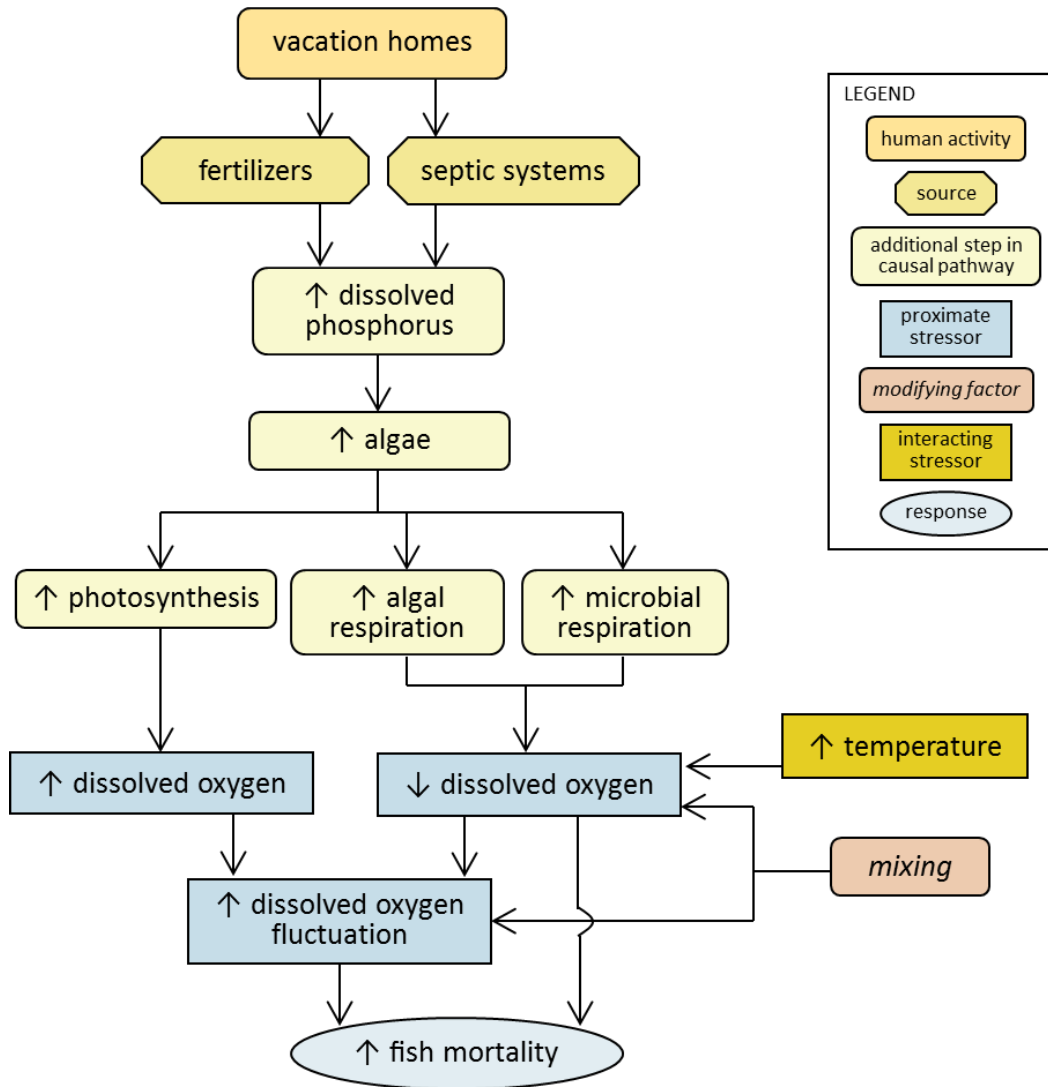 vacation homes
fertilizers
septic systems
↑ dissolved
phosphorus
↑ algae
↑ photosynthesis
↑ algal
respiration
↑ microbial
respiration
↑ dissolved oxygen
↓ dissolved oxygen
↑ temperature
mixing
↑ dissolved oxygen
fluctuation
↑ fish mortality
LEGEND
human activity
source
additional step in
causal pathway
proximate
stressor
modifying factor
interacting
stressor
response